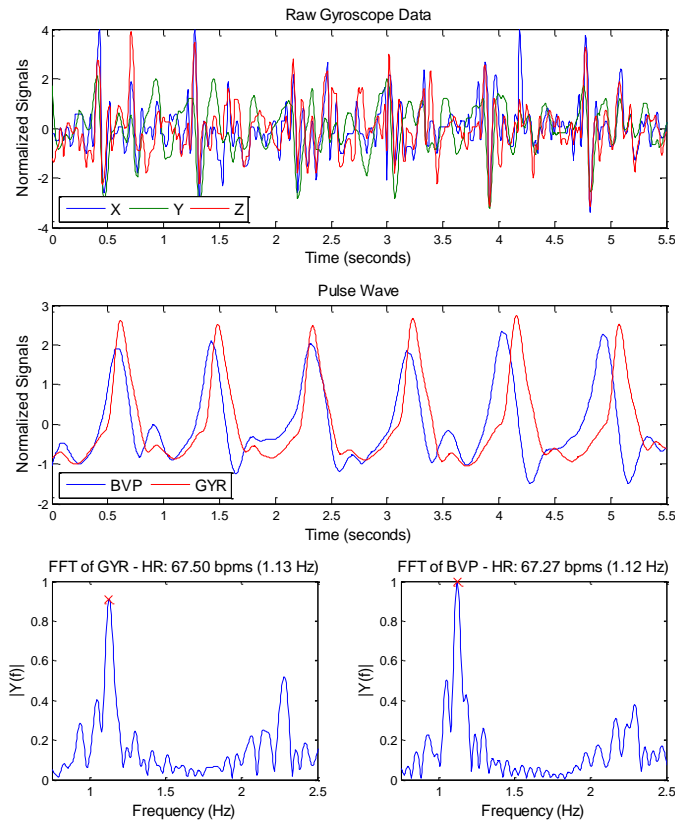 Raw Gyroscope Data
Normalized Signals
4
2
0
-2
-4
X Y Z
0 0.5 1 1.5 2 2.5 3 3.5 4 4.5 5 5.5
Time (seconds)
Pulse Wave
Normalized Signals
3
2
1
0
-1
-2
BVP GYR
0 0.5 1 1.5 2 2.5 3 3.5 4 4.5 5 5.5
Time (seconds)
FFT of GYR - HR: 67.50 bpms (1.13 Hz)
|Y(f)|
1
0.8
0.6
0.4
0.2
0
1 1.5 2 2.5
Frequency (Hz)
FFT of BVP - HR: 67.27 bpms (1.12 Hz)
|Y(f)|
1
0.8
0.6
0.4
0.2
0
1 1.5 2 2.5
Frequency (Hz)